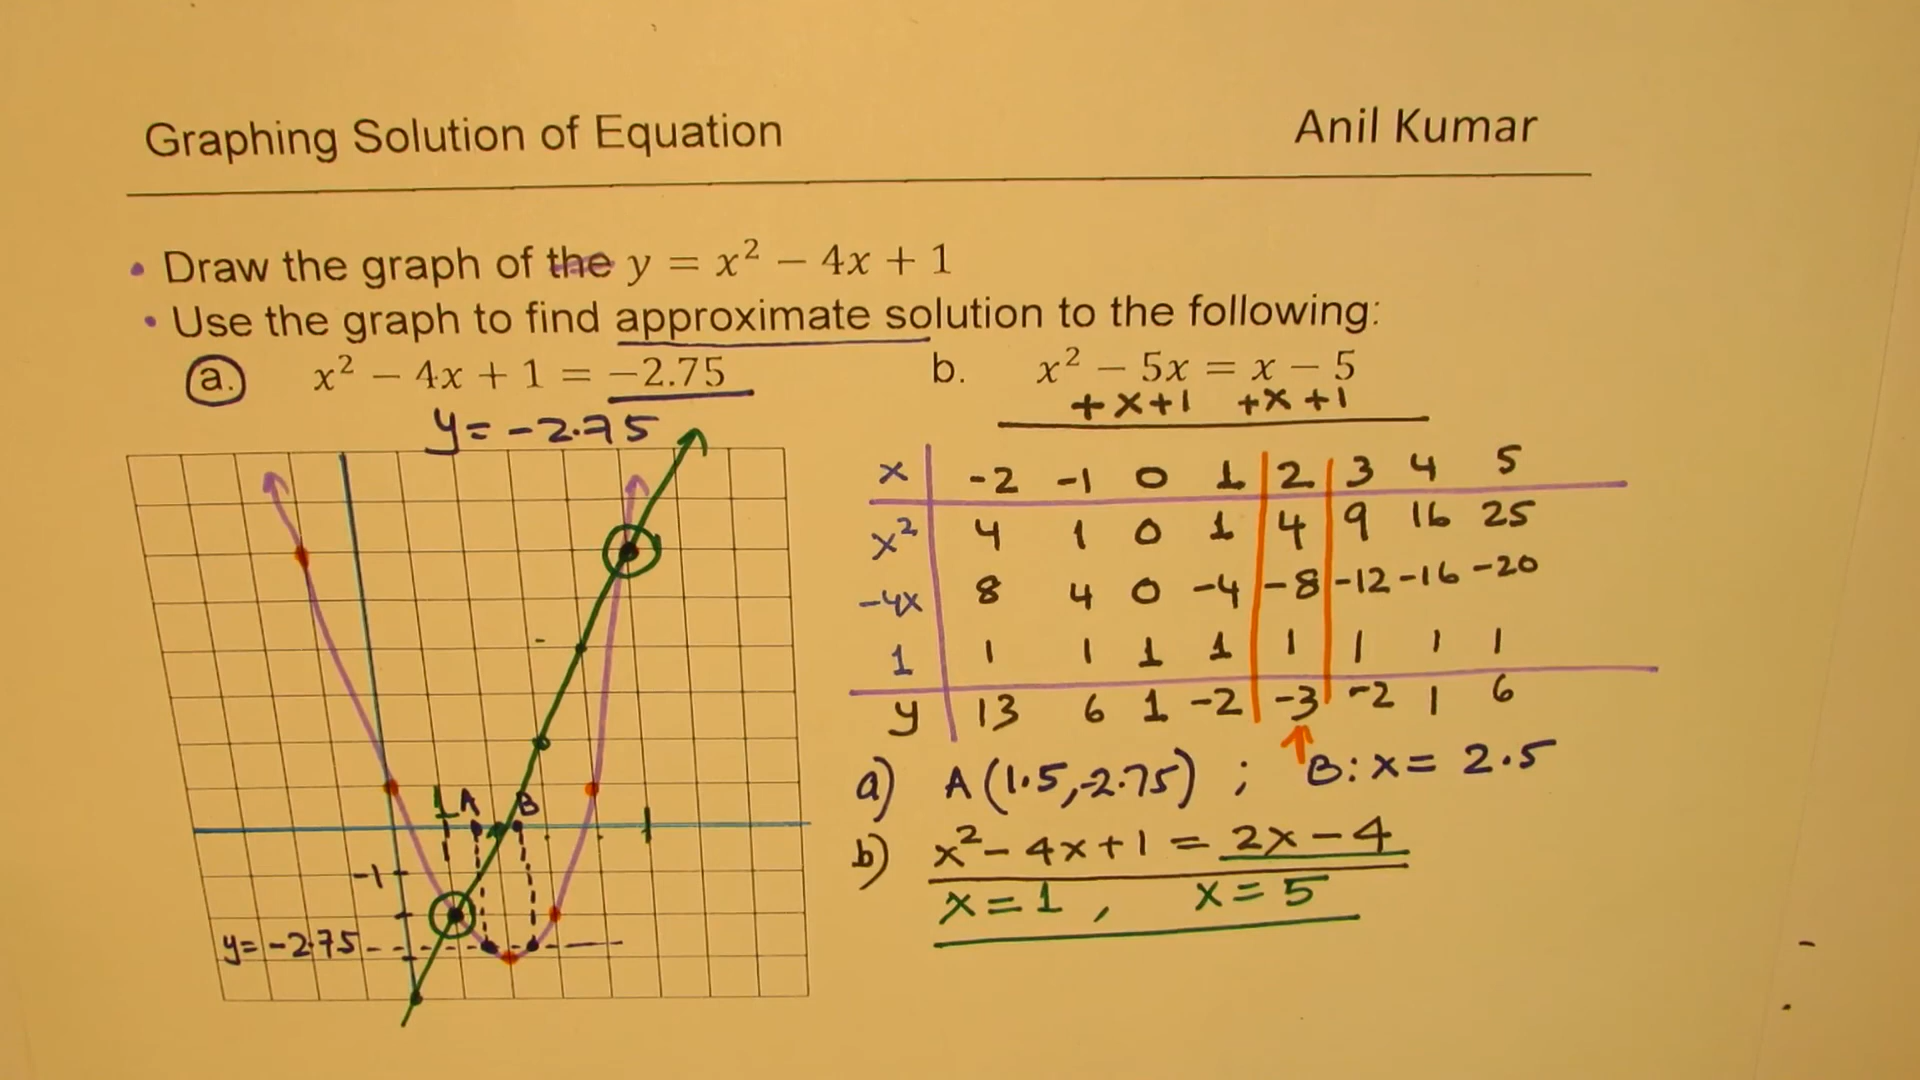 Graphing Solution of Equation Anil Kumar
• Draw the graph of the y = x² − 4x + 1
• Use the graph to find approximate solution to the following:
a. x² − 4x + 1 = −2.75 b. x² − 5x = x − 5
+x+1 +x+1
y = -2.75
x -2 -1 0 1 2 3 4 5
x² 4 1 0 1 4 9 16 25
-4x 8 4 0 -4 -8 -12 -16 -20
1 1 1 1 1 1 1 1 1
y 13 6 1 -2 -3 -2 1 6
1 A B
-1
y = -2.75
a) A(1.5,-2.75) ; B: x = 2.5
b) x² - 4x + 1 = 2x - 4
x = 1 , x = 5